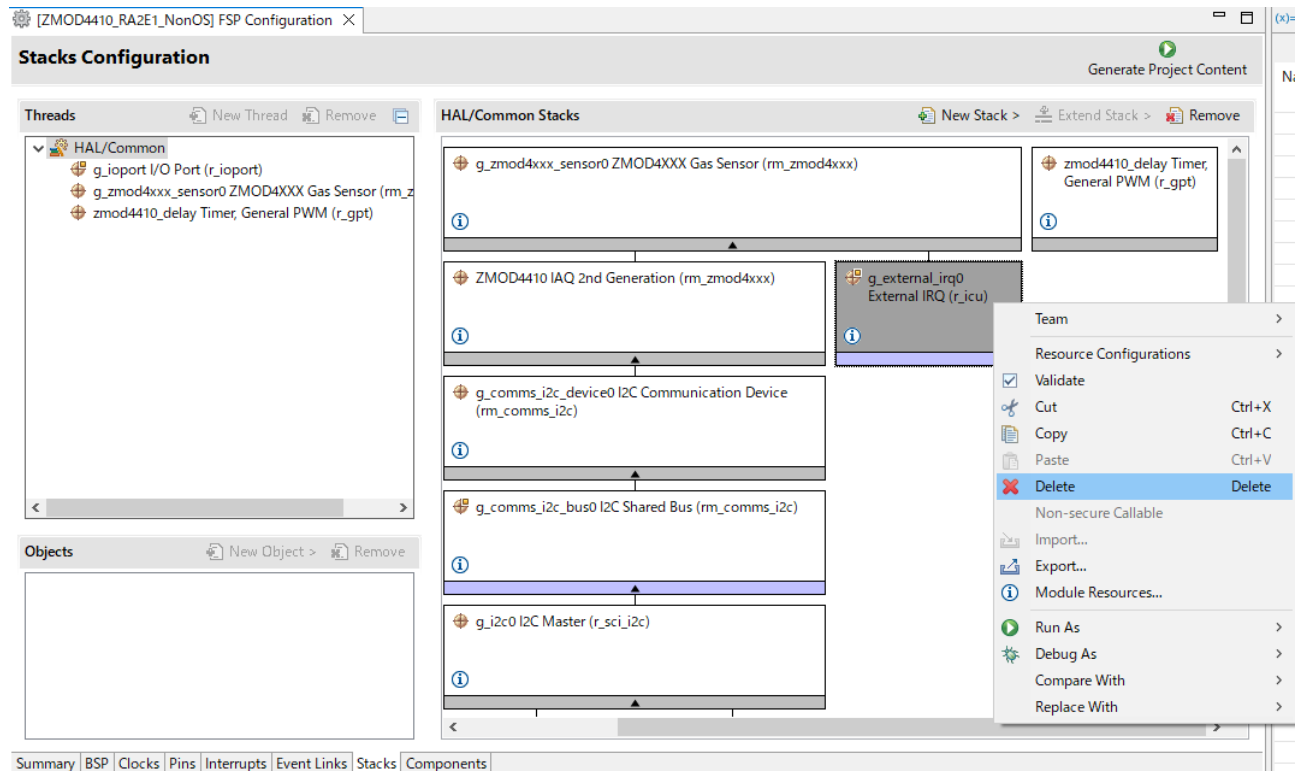 [ZMOD4410_RA2E1_NonOS] FSP Configuration
(x)=
Stacks Configuration
Generate Project Content
Threads
New Thread
Remove
HAL/Common Stacks
New Stack >
Extend Stack >
Remove
HAL/Common
g_ioport I/O Port (r_ioport)
g_zmod4xxx_sensor0 ZMOD4XXX Gas Sensor (rm_z
zmod4410_delay Timer, General PWM (r_gpt)
g_zmod4xxx_sensor0 ZMOD4XXX Gas Sensor (rm_zmod4xxx)
zmod4410_delay Timer,
General PWM (r_gpt)
ZMOD4410 IAQ 2nd Generation (rm_zmod4xxx)
g_external_irq0
External IRQ (r_icu)
g_comms_i2c_device0 I2C Communication Device
(rm_comms_i2c)
g_comms_i2c_bus0 I2C Shared Bus (rm_comms_i2c)
g_i2c0 I2C Master (r_sci_i2c)
Team
Resource Configurations
Validate
Cut Ctrl+X
Copy Ctrl+C
Paste Ctrl+V
Delete Delete
Non-secure Callable
Import...
Export...
Module Resources...
Run As
Debug As
Compare With
Replace With
Objects
New Object >
Remove
Summary BSP Clocks Pins Interrupts Event Links Stacks Components